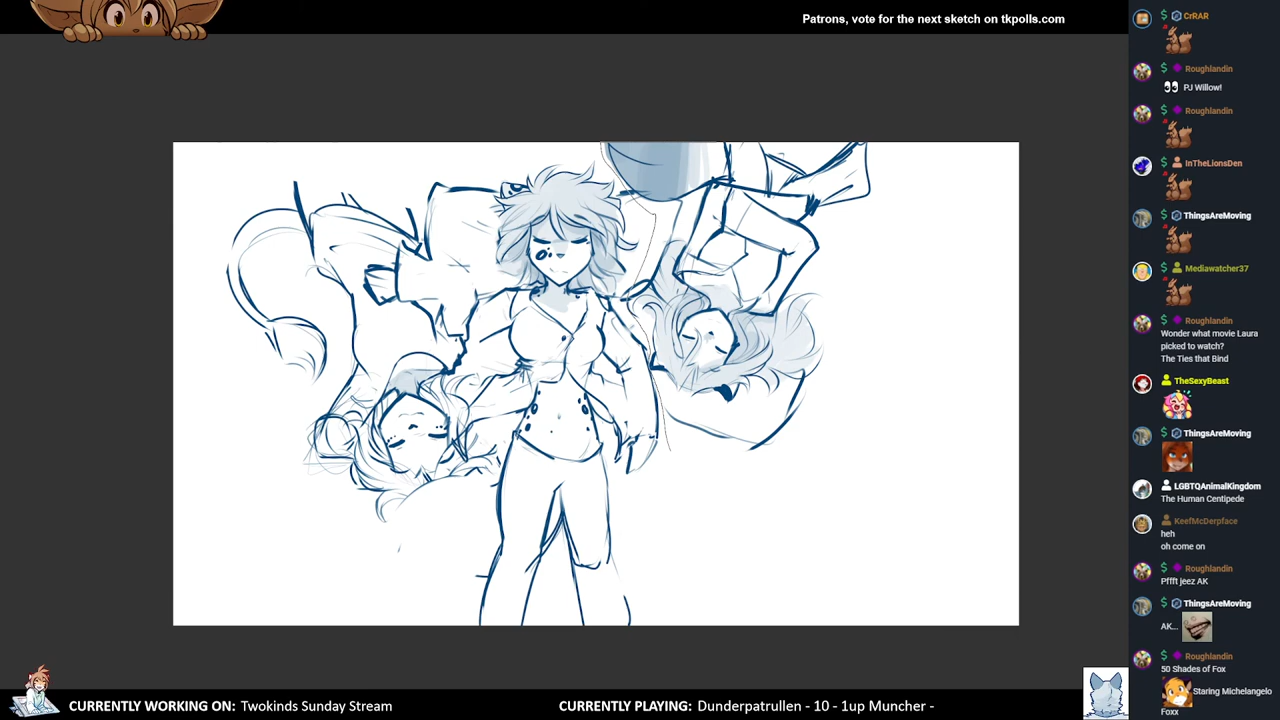 Patrons, vote for the next sketch on tkpolls.com
CrRAR
Roughlandin
PJ Willow!
Roughlandin
InTheLionsDen
ThingsAreMoving
Mediawatcher37
Roughlandin
Wonder what movie Laura
picked to watch?
The Ties that Bind
TheSexyBeast
ThingsAreMoving
LGBTQAnimalKingdom
The Human Centipede
KeefMcDerpface
heh
oh come on
Roughlandin
Pffft jeez AK
ThingsAreMoving
AK...
Roughlandin
50 Shades of Fox
Staring Michelangelo
Foxx
CURRENTLY WORKING ON: Twokinds Sunday Stream
CURRENTLY PLAYING: Dunderpatrullen - 10 - 1up Muncher -